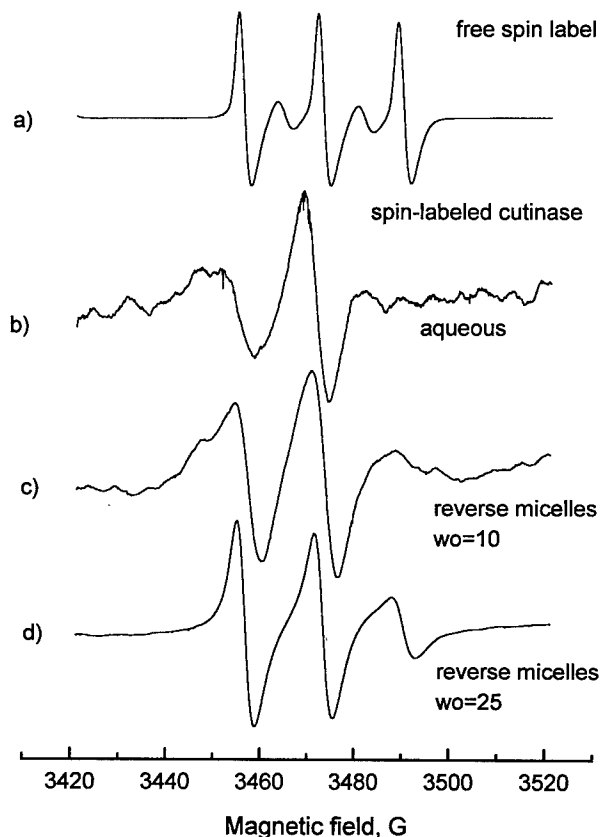 free spin label
a)
spin-labeled cutinase
b)
aqueous
c)
reverse micelles
wo=10
d)
reverse micelles
wo=25
3420 3440 3460 3480 3500 3520
Magnetic field, G